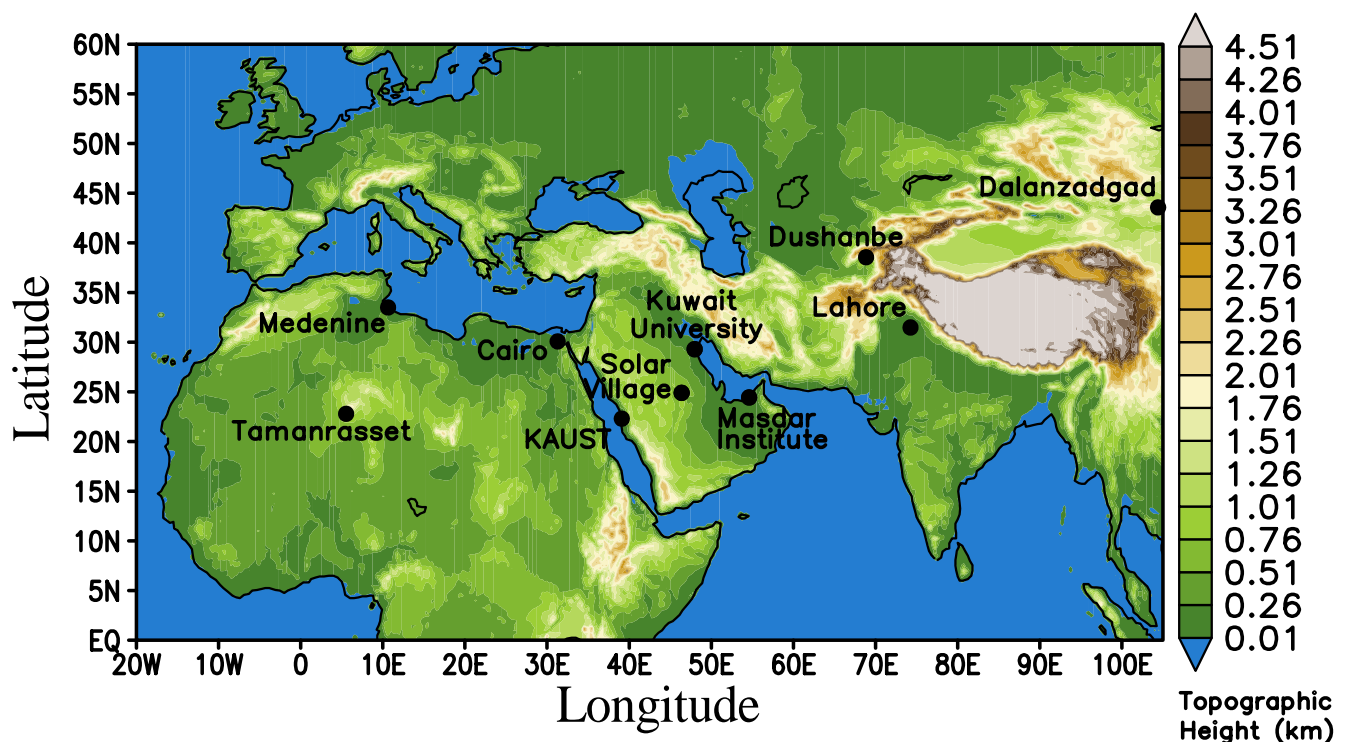 60N
55N
50N
45N
40N
35N
30N
25N
20N
15N
10N
5N
EQ
Latitude
20W 10W 0 10E 20E 30E 40E 50E 60E 70E 80E 90E 100E
Longitude
Dalanzadgad
Dushanbe
Kuwait
University
Lahore
Medenine
Cairo
Solar
Village
Tamanrasset
KAUST
Masdar
Institute
4.51
4.26
4.01
3.76
3.51
3.26
3.01
2.76
2.51
2.26
2.01
1.76
1.51
1.26
1.01
0.76
0.51
0.26
0.01
Topographic
Height (km)